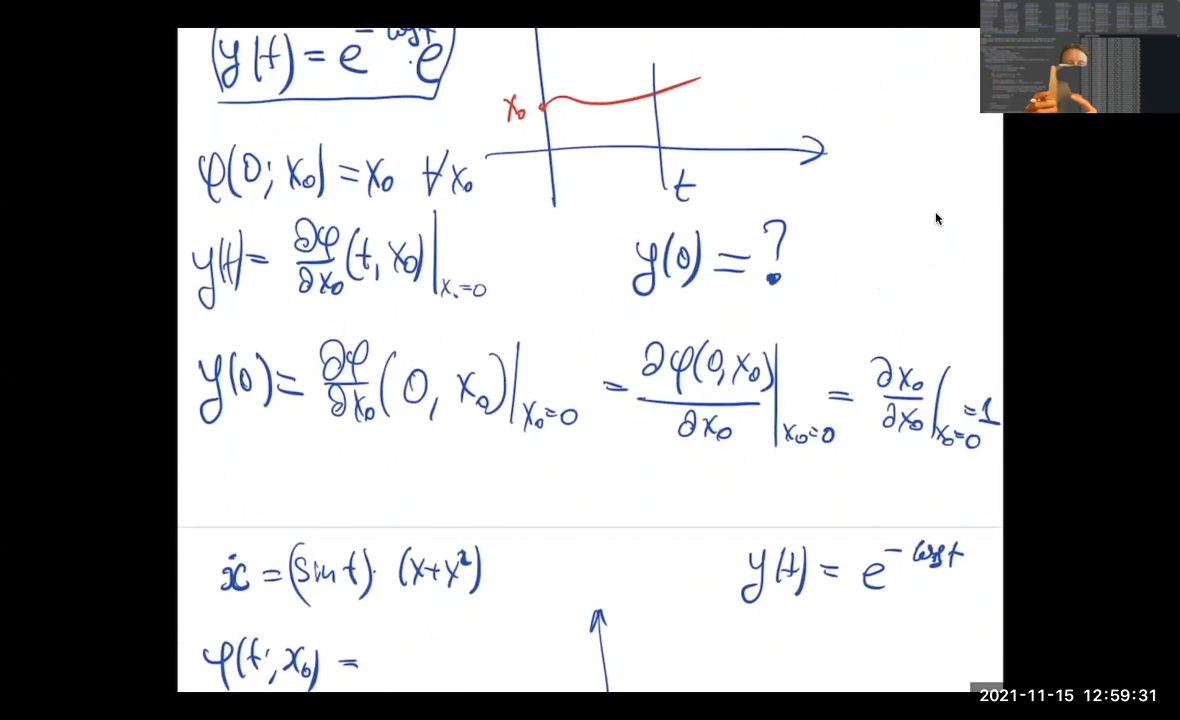 y(t) = e^{-cos t} · e
x₀
t
φ(0; x₀) = x₀ ∀x₀
y(t) = ∂φ/∂x₀ (t, x₀)|ₓ.₌₀
y(0) = ?
y(0) = ∂φ/∂x₀ (0, x₀)|_{x₀=0} = ∂φ(0, x₀)/∂x₀ |_{x₀=0} = ∂x₀/∂x₀ |_{x₀=0} = 1
ẋ = (sin t) · (x + x²)
y(t) = e^{-cos t}
φ(t; x₀) =
2021-11-15 12:59:31